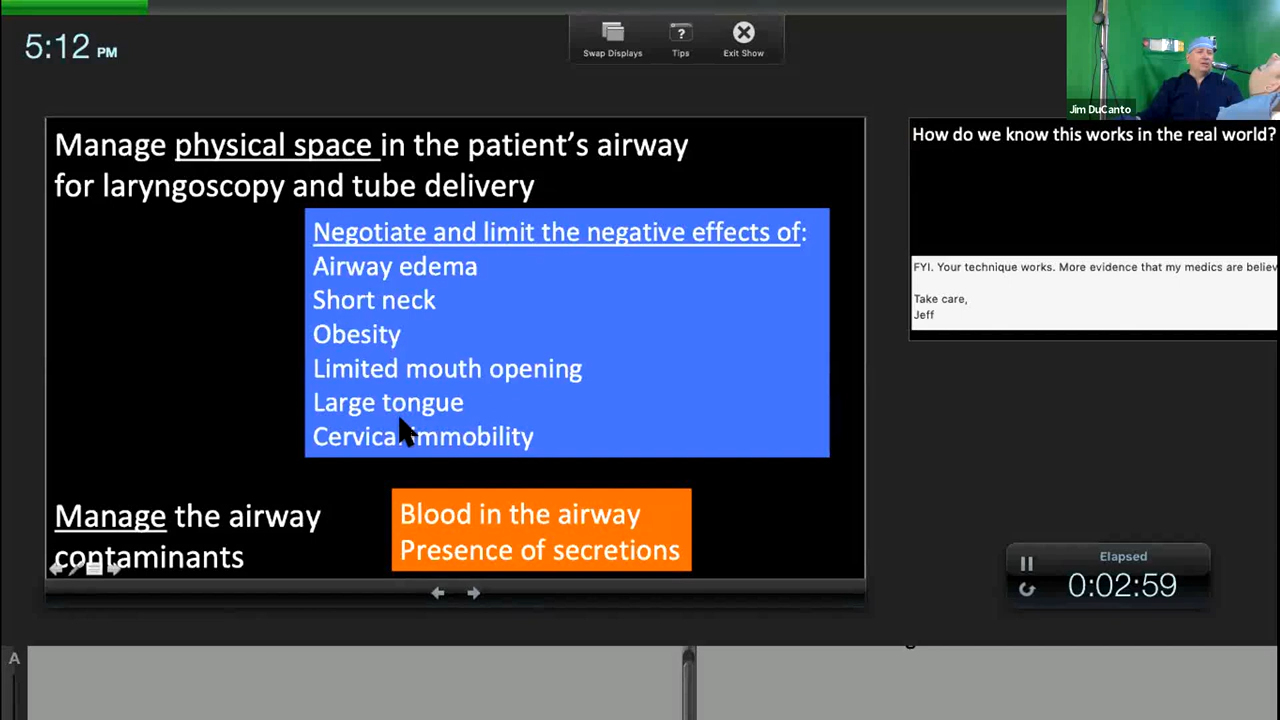 5:12 PM
Swap Displays
Tips
Exit Show
Jim DuCanto
Manage physical space in the patient's airway
for laryngoscopy and tube delivery
Negotiate and limit the negative effects of:
Airway edema
Short neck
Obesity
Limited mouth opening
Large tongue
Cervical immobility
Manage the airway
contaminants
Blood in the airway
Presence of secretions
How do we know this works in the real world?
FYI. Your technique works. More evidence that my medics are believ
Take care,
Jeff
Elapsed
0:02:59
A